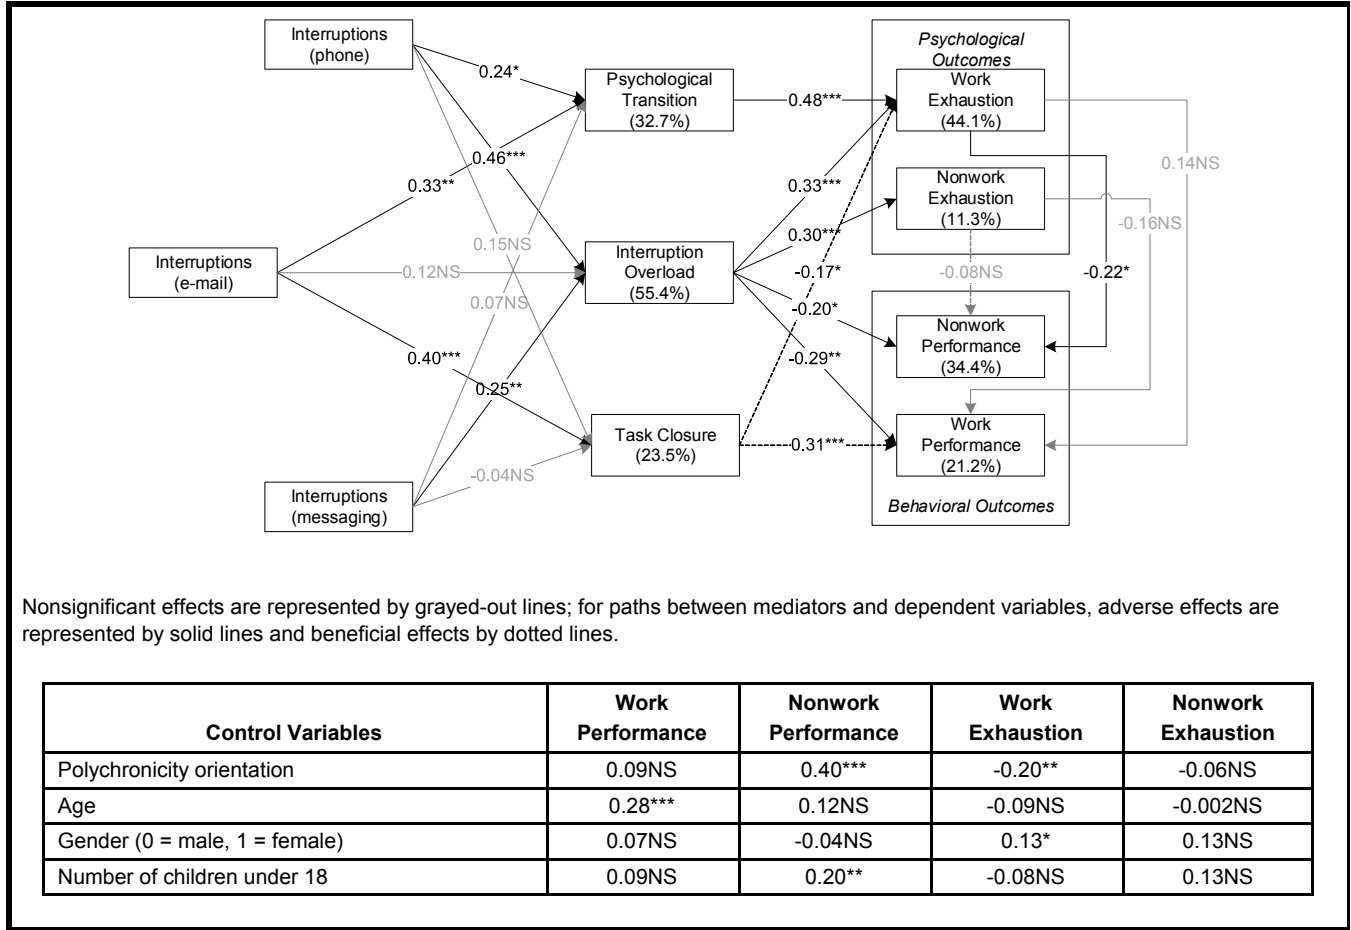 Interruptions
(phone)
Psychological
Outcomes
0.24*
Psychological
Transition
(32.7%)
0.48***
Work
Exhaustion
(44.1%)
0.46***
0.14NS
0.33**
0.33***
Nonwork
Exhaustion
(11.3%)
-0.16NS
0.15NS
0.30***
Interruptions
(e-mail)
0.12NS
Interruption
Overload
(55.4%)
-0.17*
-0.08NS
-0.22*
0.07NS
-0.20*
Nonwork
Performance
(34.4%)
0.40***
-0.29**
0.25**
Task Closure
(23.5%)
0.31***
Work
Performance
(21.2%)
-0.04NS
Interruptions
(messaging)
Behavioral Outcomes
Nonsignificant effects are represented by grayed-out lines; for paths between mediators and dependent variables, adverse effects are
represented by solid lines and beneficial effects by dotted lines.
Control Variables Work Performance Nonwork Performance Work Exhaustion Nonwork Exhaustion
Polychronicity orientation 0.09NS 0.40*** -0.20** -0.06NS
Age 0.28*** 0.12NS -0.09NS -0.002NS
Gender (0 = male, 1 = female) 0.07NS -0.04NS 0.13* 0.13NS
Number of children under 18 0.09NS 0.20** -0.08NS 0.13NS